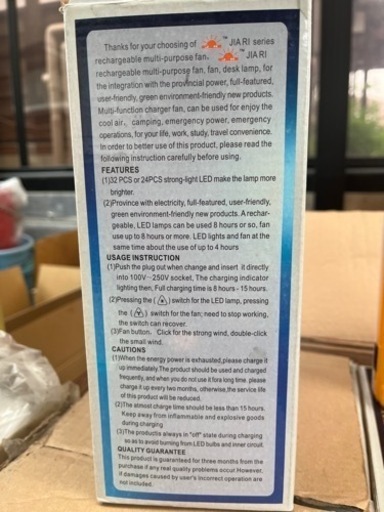 Thanks for your choosing of ™ JIARI series
rechargeable multi-purpose fan、 ™ JIARI
rechargeable multi-purpose fan, fan, desk lamp, for
the integration with the provincial power, full-featured,
user-friendly, green environment-friendly new products.
Multi-function charger fan, can be used for enjoy the
cool air、camping, emergency power, emergency
operations, for your life, work, study, travel convenience.
In order to better use of this product, please read the
following instruction carefully before using.
FEATURES
(1)32 PCS or 24PCS strong-light LED make the lamp more
brighter.
(2)Province with electricity, full-featured, user-friendly,
green environment-friendly new products. A rechar-
geable, LED lamps can be used 8 hours or so, fan
use up to 8 hours or more. LED lights and fan at the
same time about the use of up to 4 hours
USAGE INSTRUCTION
(1)Push the plug out when change and insert it directly
into 100V~250V socket, The charging indicator
lighting then, Full charging time is 8 hours - 15 hours.
(2)Pressing the ( ) switch for the LED lamp, pressing
the ( ) switch for the fan; need to stop working,
the switch can recover.
(3)Fan button. Click for the strong wind, double-click
the small wind.
CAUTIONS
(1)When the energy power is exhausted,please charge it
up immediately.The product should be used and charged
frequently, and when you do not use it for a long time, please
charge it up every two months, otherwise,the service life
of this product will be reduced.
(2)The atmost charge time should be less than 15 hours.
Keep away from inflammable and explosive goods
during charging
(3)The productis always in "off" state during charging
so as to avoid burning from LED bulbs and inner circuit.
QUALITY GUARANTEE
This product is guaranteed for three months from the
purchase if any real quality problems occur.However,
if damages caused by user's incorrect operation are
not included.